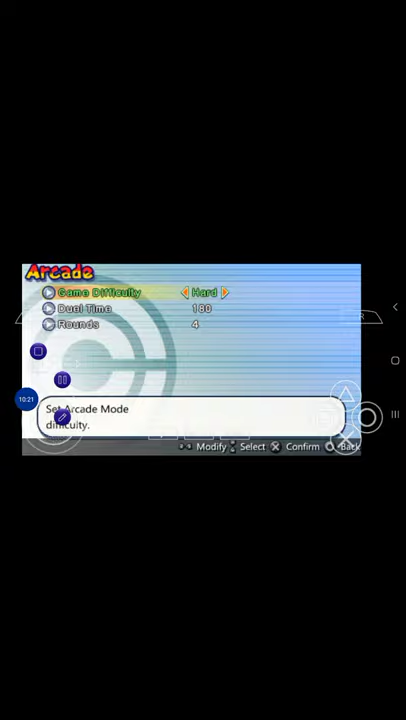 Arcade
Game Difficulty Hard
Duel Time 180
Rounds 4
10:21
Set Arcade Mode
difficulty.
Modify Select Confirm Back